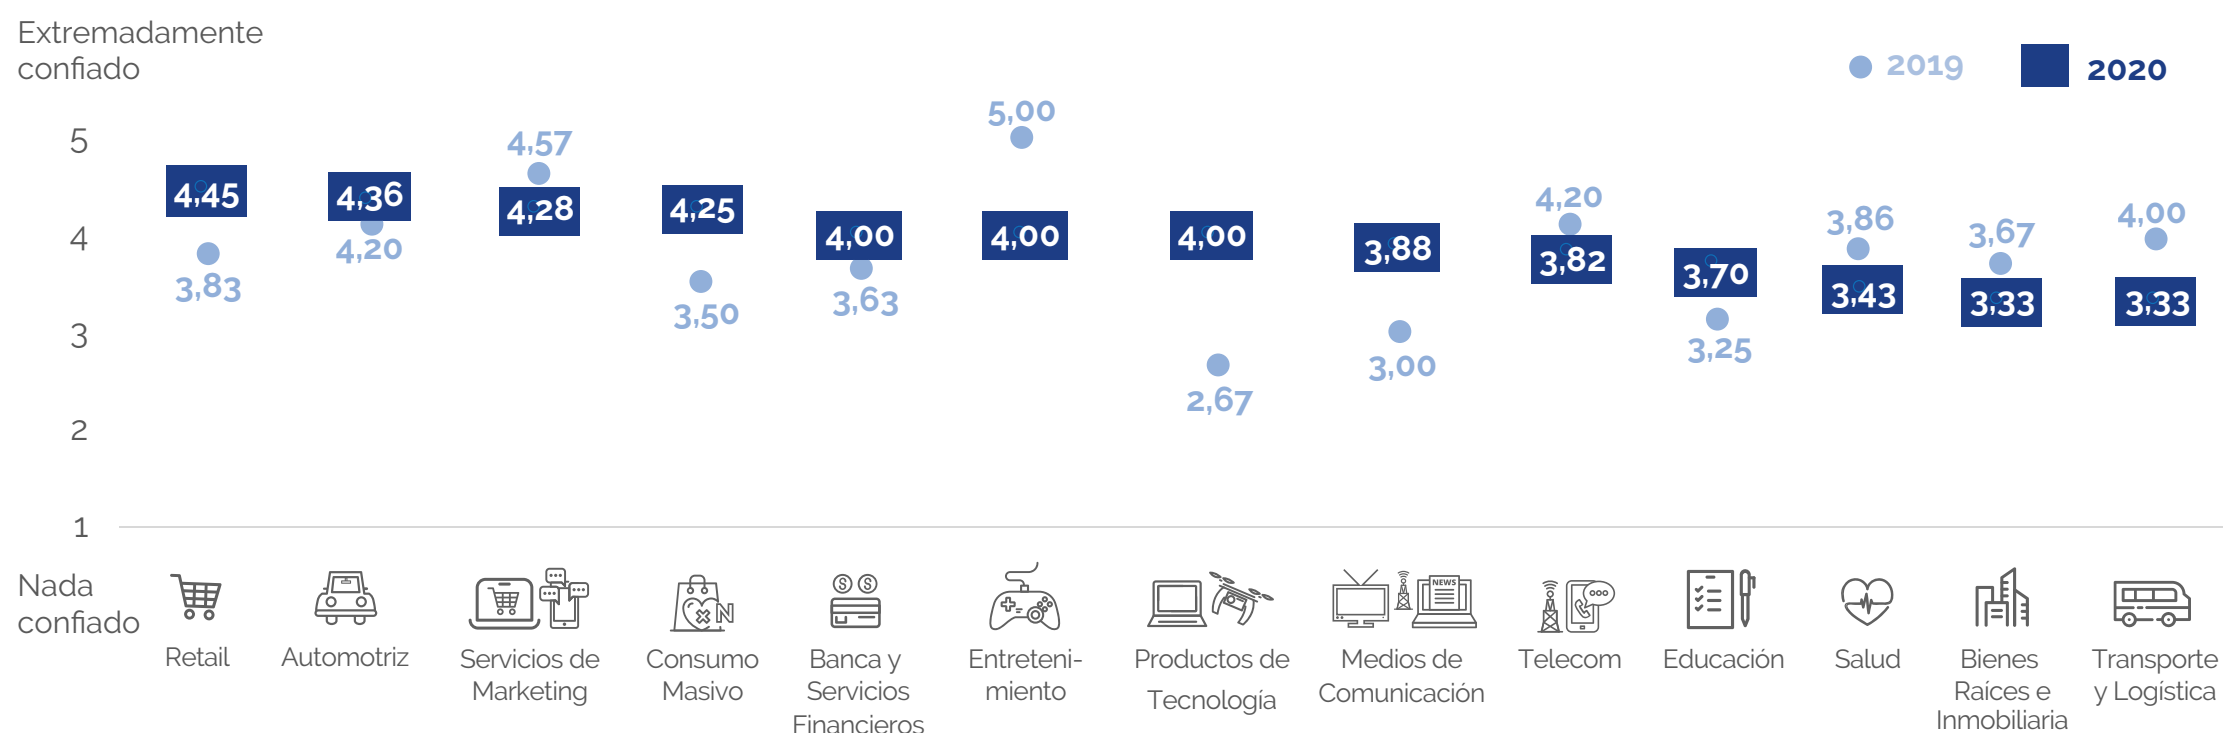 Extremadamente
confiado
2019
2020
5
4
3
2
1
4,45
3,83
4,36
4,20
4,57
4,28
4,25
3,50
4,00
3,63
5,00
4,00
4,00
2,67
3,88
3,00
4,20
3,82
3,70
3,25
3,86
3,43
3,67
3,33
4,00
3,33
Nada
confiado
NEWS
N
Retail
Automotriz
Servicios de
Marketing
Consumo
Masivo
Banca y
Servicios
Financieros
Entreteni-
miento
Productos de
Tecnología
Medios de
Comunicación
Telecom
Educación
Salud
Bienes
Raíces e
Inmobiliaria
Transporte
y Logística